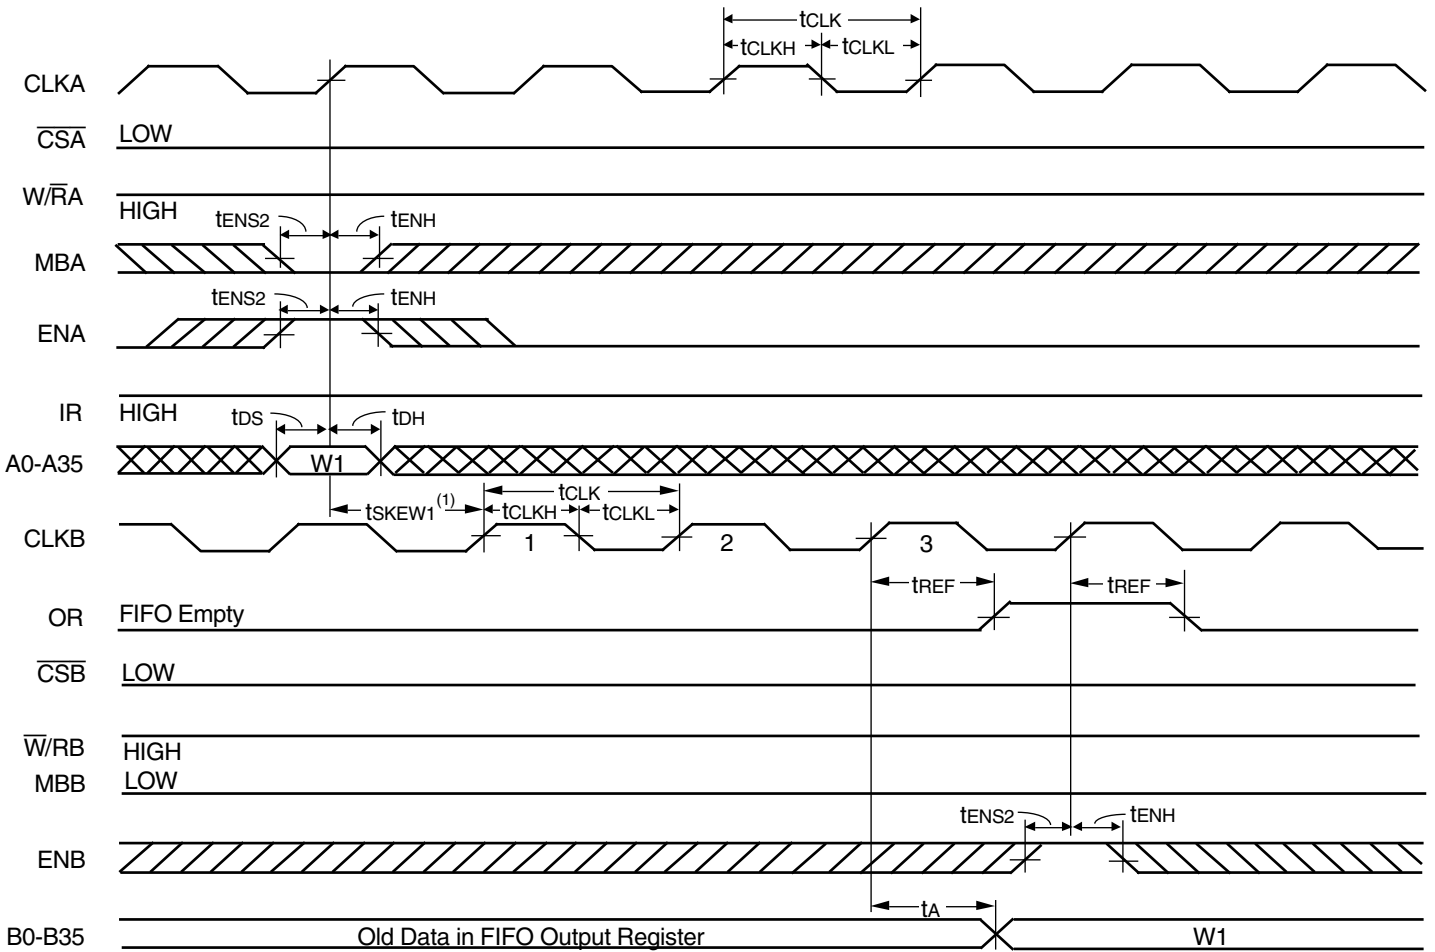 tCLK
tCLKH tCLKL
CLKA
CSA LOW
W/RA
HIGH
tENS2 tENH
MBA
tENS2 tENH
ENA
IR HIGH
tDS tDH
A0-A35 W1
tCLK
tSKEW1(1) tCLKH tCLKL
CLKB 1 2 3
tREF tREF
OR FIFO Empty
CSB LOW
W/RB HIGH
MBB LOW
tENS2 tENH
ENB
tA
B0-B35 Old Data in FIFO Output Register W1